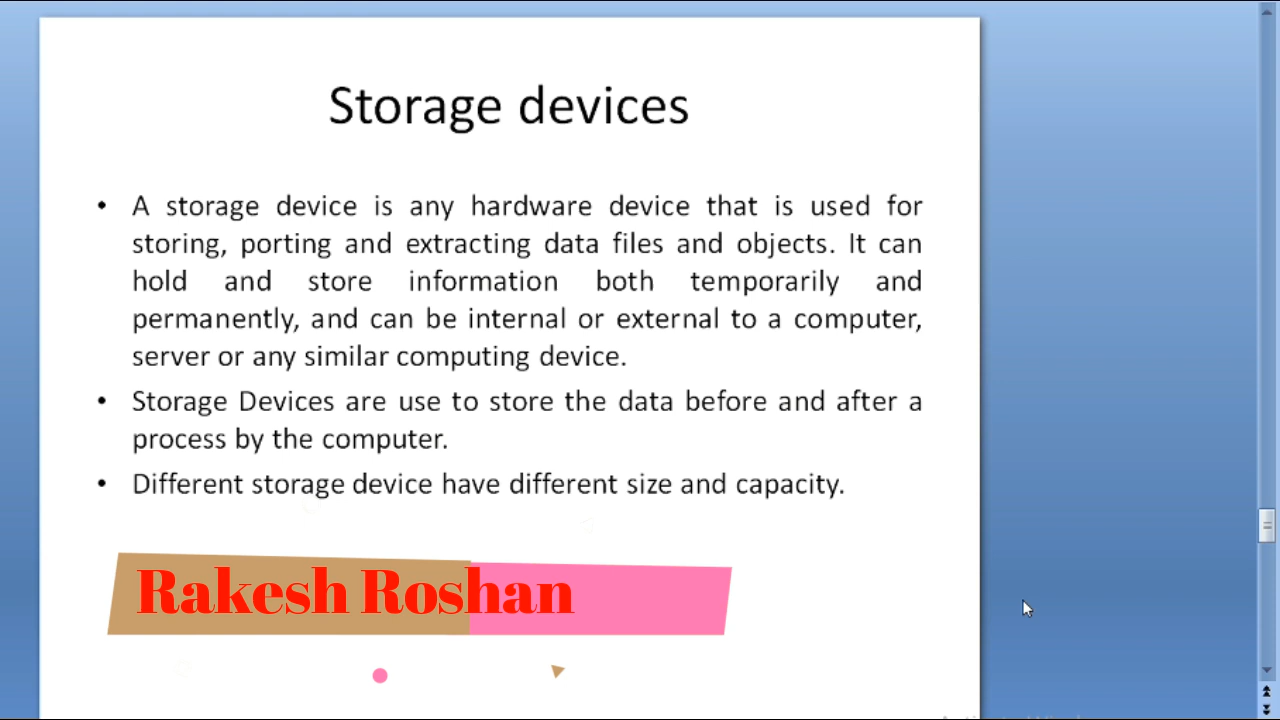 Storage devices
• A storage device is any hardware device that is used for
storing, porting and extracting data files and objects. It can
hold and store information both temporarily and
permanently, and can be internal or external to a computer,
server or any similar computing device.
• Storage Devices are use to store the data before and after a
process by the computer.
• Different storage device have different size and capacity.
Rakesh Roshan